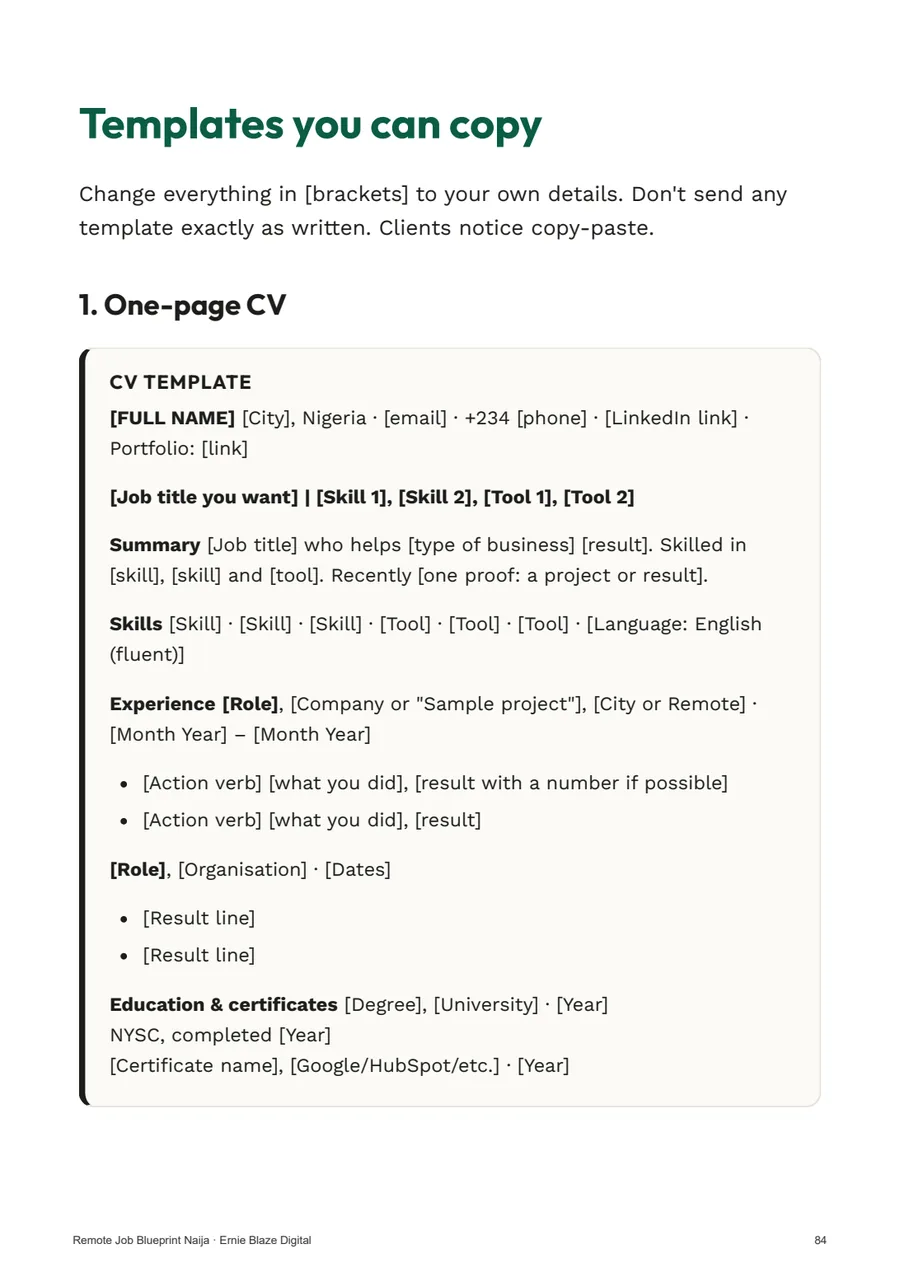 Templates you can copy
Change everything in [brackets] to your own details. Don't send any
template exactly as written. Clients notice copy-paste.
1. One-page CV
CV TEMPLATE
[FULL NAME] [City], Nigeria · [email] · +234 [phone] · [LinkedIn link] ·
Portfolio: [link]
[Job title you want] | [Skill 1], [Skill 2], [Tool 1], [Tool 2]
Summary [Job title] who helps [type of business] [result]. Skilled in
[skill], [skill] and [tool]. Recently [one proof: a project or result].
Skills [Skill] · [Skill] · [Skill] · [Tool] · [Tool] · [Tool] · [Language: English
(fluent)]
Experience [Role], [Company or "Sample project"], [City or Remote] ·
[Month Year] – [Month Year]
• [Action verb] [what you did], [result with a number if possible]
• [Action verb] [what you did], [result]
[Role], [Organisation] · [Dates]
• [Result line]
• [Result line]
Education & certificates [Degree], [University] · [Year]
NYSC, completed [Year]
[Certificate name], [Google/HubSpot/etc.] · [Year]
Remote Job Blueprint Naija · Ernie Blaze Digital
84